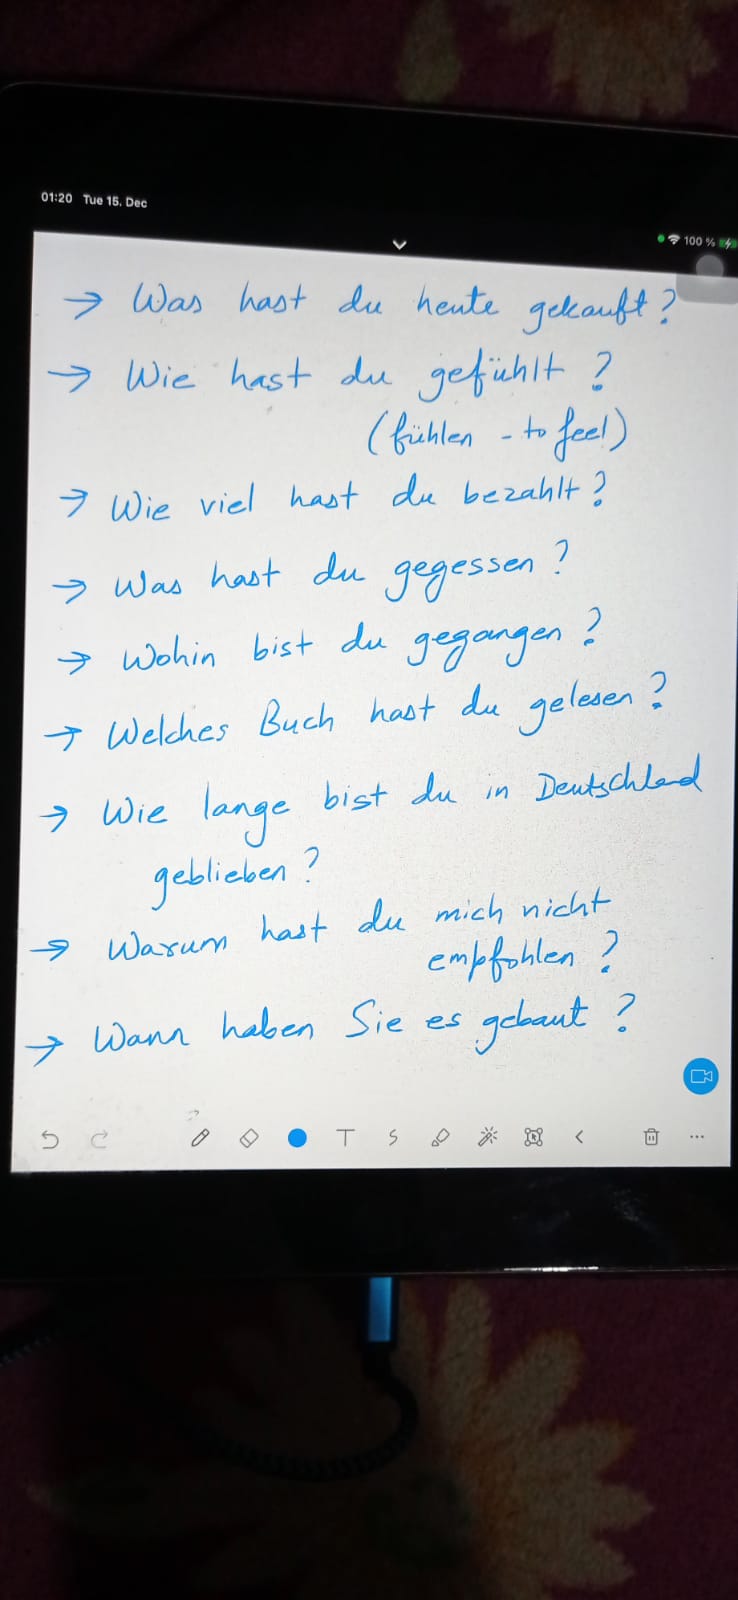 01:20 Tue 15. Dec
100 %
→ Was hast du heute gekauft?
→ Wie hast du gefühlt?
(fühlen - to feel)
→ Wie viel hast du bezahlt?
→ Was hast du gegessen?
→ Wohin bist du gegangen?
→ Welches Buch hast du gelesen?
→ Wie lange bist du in Deutschland
geblieben?
→ Warum hast du mich nicht
empfohlen?
→ Wann haben Sie es gebaut?
T